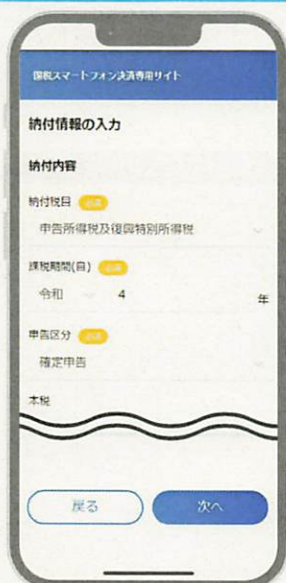 国税スマートフォン決済専用サイト
納付情報の入力
納付内容
納付税目 必須
申告所得税及復興特別所得税
課税期間(自) 必須
令和 4 年
申告区分 必須
確定申告
本税
戻る 次へ